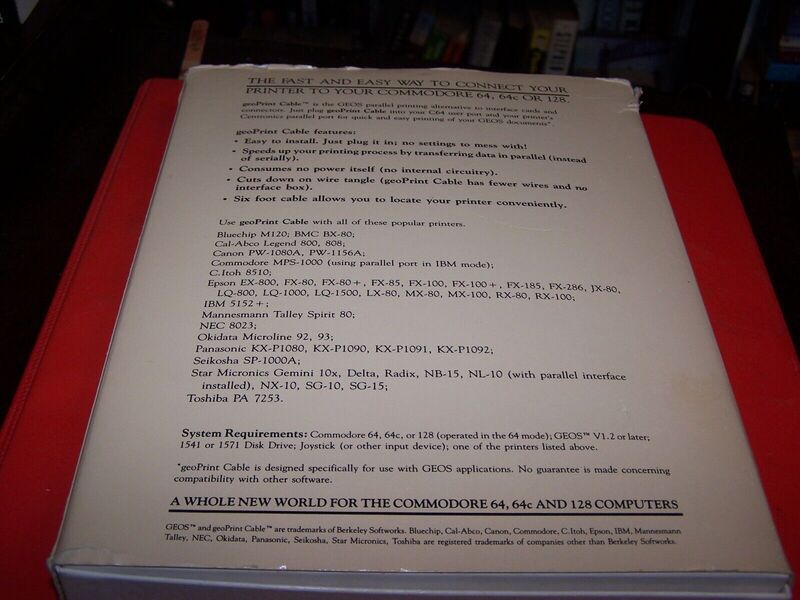 THE FAST AND EASY WAY TO CONNECT YOUR
PRINTER TO YOUR COMMODORE 64, 64c OR 128.
geoPrint Cable™ is the GEOS parallel printing alternative to interface cards and
connectors. Just plug geoPrint Cable into your C64 user port and your printer's
Centronics parallel port for quick and easy printing of your GEOS documents*.
geoPrint Cable features:
• Easy to install. Just plug it in; no settings to mess with!
• Speeds up your printing process by transferring data in parallel (instead
of serially).
• Consumes no power itself (no internal circuitry).
• Cuts down on wire tangle (geoPrint Cable has fewer wires and no
interface box).
• Six foot cable allows you to locate your printer conveniently.
Use geoPrint Cable with all of these popular printers.
Bluechip M120; BMC BX-80;
Cal-Abco Legend 800, 808;
Canon PW-1080A, PW-1156A;
Commodore MPS-1000 (using parallel port in IBM mode);
C.Itoh 8510;
Epson EX-800, FX-80, FX-80+, FX-85, FX-100, FX-100+, FX-185, FX-286, JX-80,
LQ-800, LQ-1000, LQ-1500, LX-80, MX-80, MX-100, RX-80, RX-100;
IBM 5152+;
Mannesmann Talley Spirit 80;
NEC 8023;
Okidata Microline 92, 93;
Panasonic KX-P1080, KX-P1090, KX-P1091, KX-P1092;
Seikosha SP-1000A;
Star Micronics Gemini 10x, Delta, Radix, NB-15, NL-10 (with parallel interface
installed), NX-10, SG-10, SG-15;
Toshiba PA 7253.
System Requirements: Commodore 64, 64c, or 128 (operated in the 64 mode); GEOS™ V1.2 or later;
1541 or 1571 Disk Drive; Joystick (or other input device); one of the printers listed above.
*geoPrint Cable is designed specifically for use with GEOS applications. No guarantee is made concerning
compatibility with other software.
A WHOLE NEW WORLD FOR THE COMMODORE 64, 64c AND 128 COMPUTERS
GEOS™ and geoPrint Cable™ are trademarks of Berkeley Softworks. Bluechip, Cal-Abco, Canon, Commodore, C.Itoh, Epson, IBM, Mannesmann
Talley, NEC, Okidata, Panasonic, Seikosha, Star Micronics, Toshiba are registered trademarks of companies other than Berkeley Softworks.